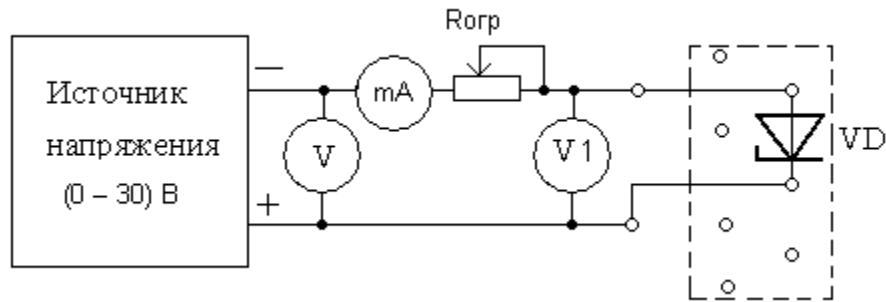 Rогр
Источник
напряжения
(0 – 30) В
—
+
mA
V
V1
VD